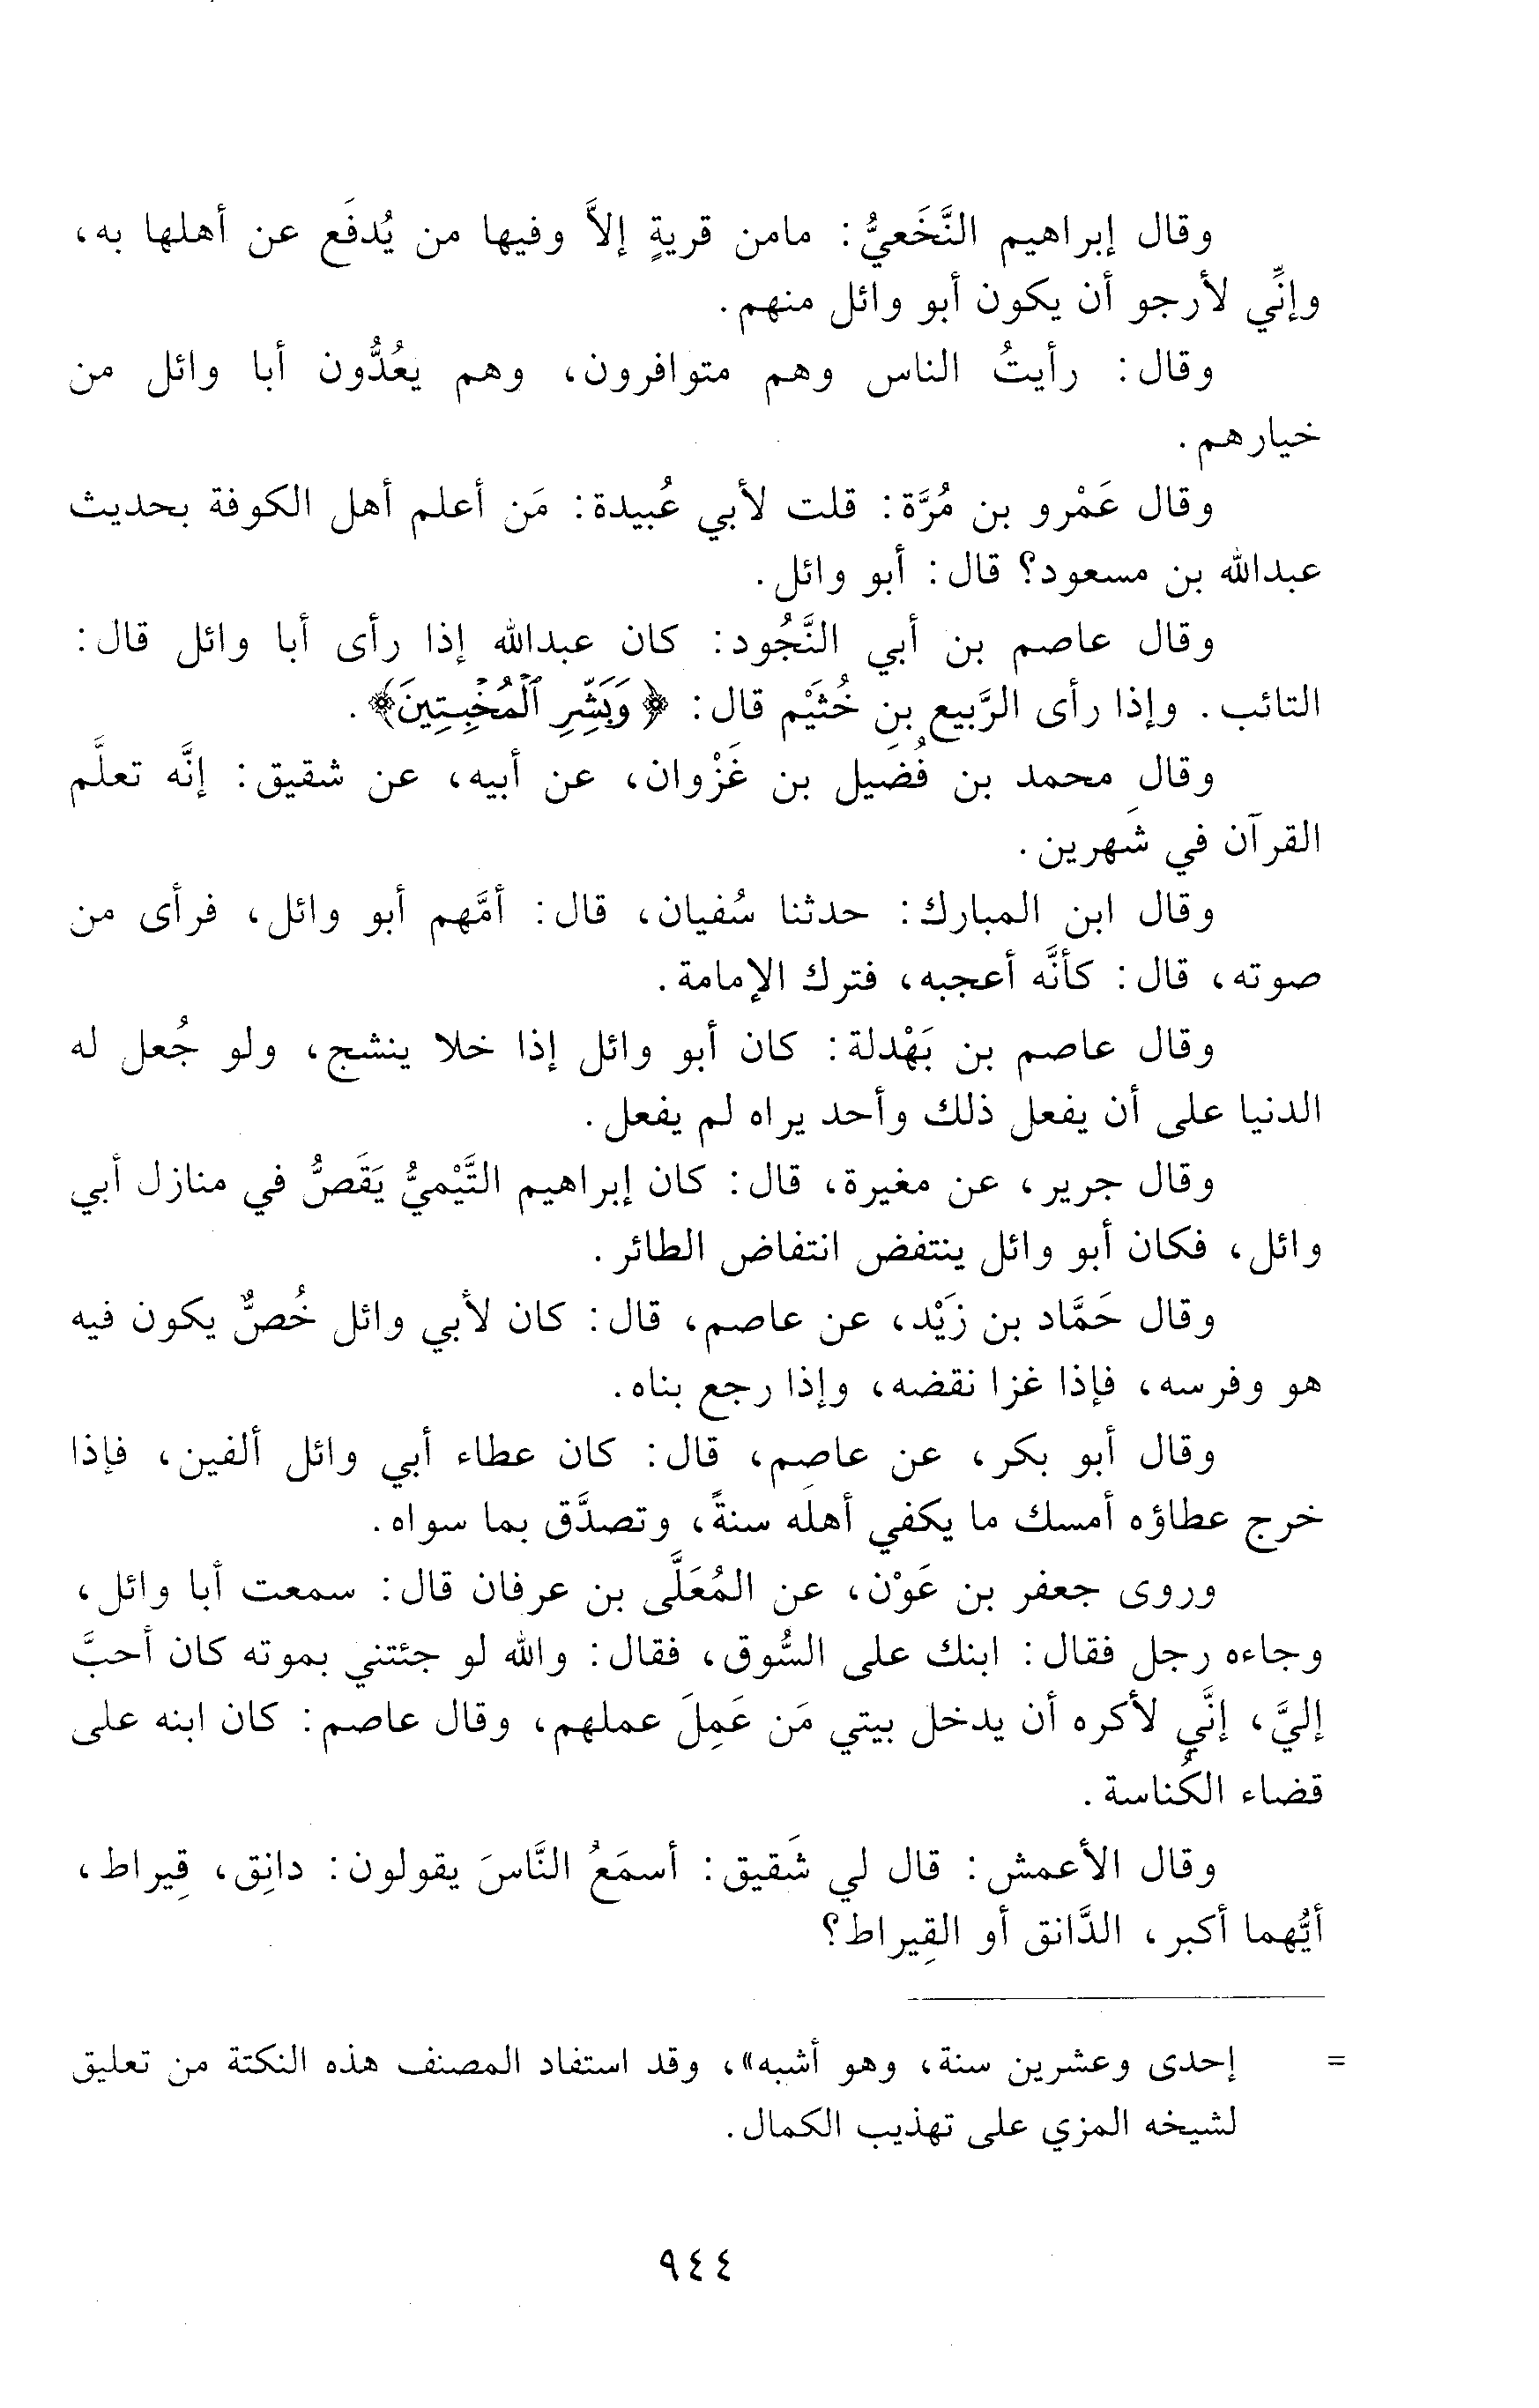 وقال إبراهيم النَّخَعيُّ: مامن قريةٍ إلاَّ وفيها من يُدفَع عن أهلها به،
وإنِّي لأرجو أن يكون أبو وائل منهم.
وقال: رأيتُ الناس وهم متوافرون، وهم يعُدُّون أبا وائل من
خيارهم.
وقال عَمْرو بن مُرَّة: قلت لأبي عُبيدة: مَن أعلم أهل الكوفة بحديث
عبدالله بن مسعود؟ قال: أبو وائل.
وقال عاصم بن أبي النَّجُود: كان عبدالله إذا رأى أبا وائل قال:
التائب. وإذا رأى الرَّبيع بن خُثَيْم قال: ﴿وَبَشِّرِ ٱلْمُخْبِتِينَ﴾.
وقال محمد بن فُضَيل بن غَزْوان، عن أبيه، عن شقيق: إنَّه تعلَّم
القرآن في شَهرين.
وقال ابن المبارك: حدثنا سُفيان، قال: أمَّهم أبو وائل، فرأى من
صوته، قال: كأنَّه أعجبه، فترك الإمامة.
وقال عاصم بن بَهْدلة: كان أبو وائل إذا خلا ينشج، ولو جُعل له
الدنيا على أن يفعل ذلك وأحد يراه لم يفعل.
وقال جرير، عن مغيرة، قال: كان إبراهيم التَّيْميُّ يَقَصُّ في منازل أبي
وائل، فكان أبو وائل ينتفض انتفاض الطائر.
وقال حَمَّاد بن زَيْد، عن عاصم، قال: كان لأبي وائل خُصٌّ يكون فيه
هو وفرسه، فإذا غزا نقضه، وإذا رجع بناه.
وقال أبو بكر، عن عاصِم، قال: كان عطاء أبي وائل ألفين، فإذا
خرج عطاؤه أمسك ما يكفي أهلَه سنةً، وتصدَّق بما سواه.
وروى جعفر بن عَوْن، عن المُعَلَّى بن عرفان قال: سمعت أبا وائل،
وجاءه رجل فقال: ابنك على السُّوق، فقال: والله لو جئتني بموته كان أحبَّ
إليَّ، إنَّي لأكره أن يدخل بيتي مَن عَمِلَ عملهم، وقال عاصم: كان ابنه على
قضاء الكُناسة.
وقال الأعمش: قال لي شَقيق: أسمَعُ النَّاسَ يقولون: دانِق، قِيراط،
أيُّهما أكبر، الدَّانق أو القِيراط؟
= إحدى وعشرين سنة، وهو أشبه»، وقد استفاد المصنف هذه النكتة من تعليق
لشيخه المزي على تهذيب الكمال.
٩٤٤